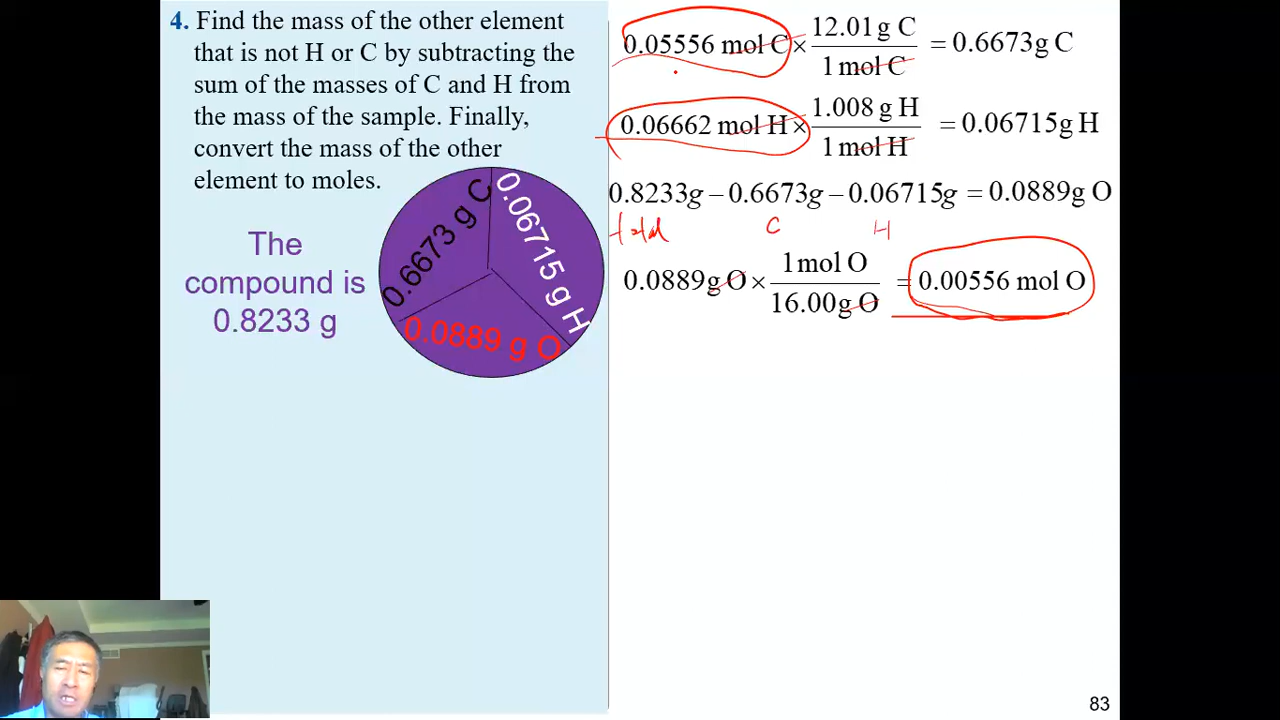 4. Find the mass of the other element
that is not H or C by subtracting the
sum of the masses of C and H from
the mass of the sample. Finally,
convert the mass of the other
element to moles.
The
compound is
0.8233 g
0.6673 g C
0.06715 g H
0.0889 g O
0.05556 mol C × 12.01 g C / 1 mol C = 0.6673g C
0.06662 mol H × 1.008 g H / 1 mol H = 0.06715g H
0.8233g − 0.6673g − 0.06715g = 0.0889g O
total C H
0.0889g O × 1mol O / 16.00g O = 0.00556 mol O
83